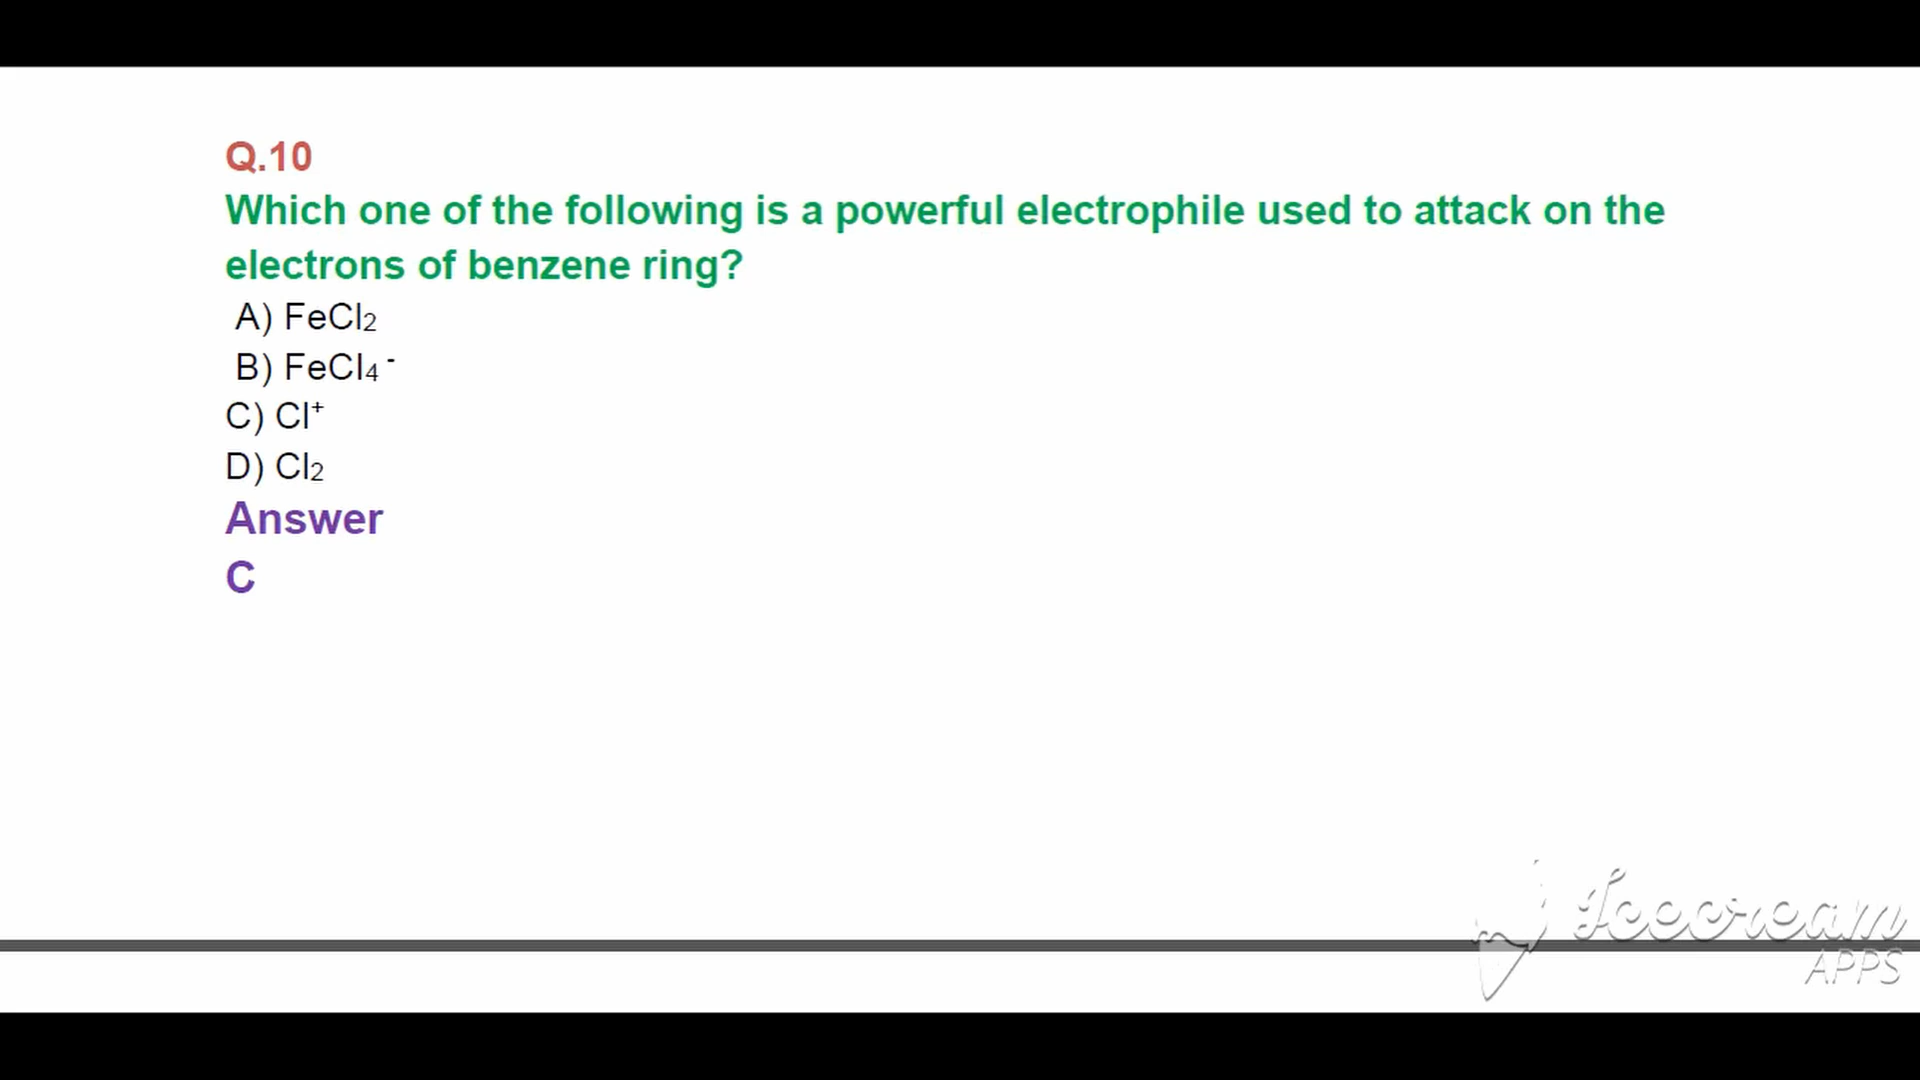 Q.10
Which one of the following is a powerful electrophile used to attack on the
electrons of benzene ring?
A) FeCl₂
B) FeCl₄ ⁻
C) Cl⁺
D) Cl₂
Answer
C
Icecream
APPS